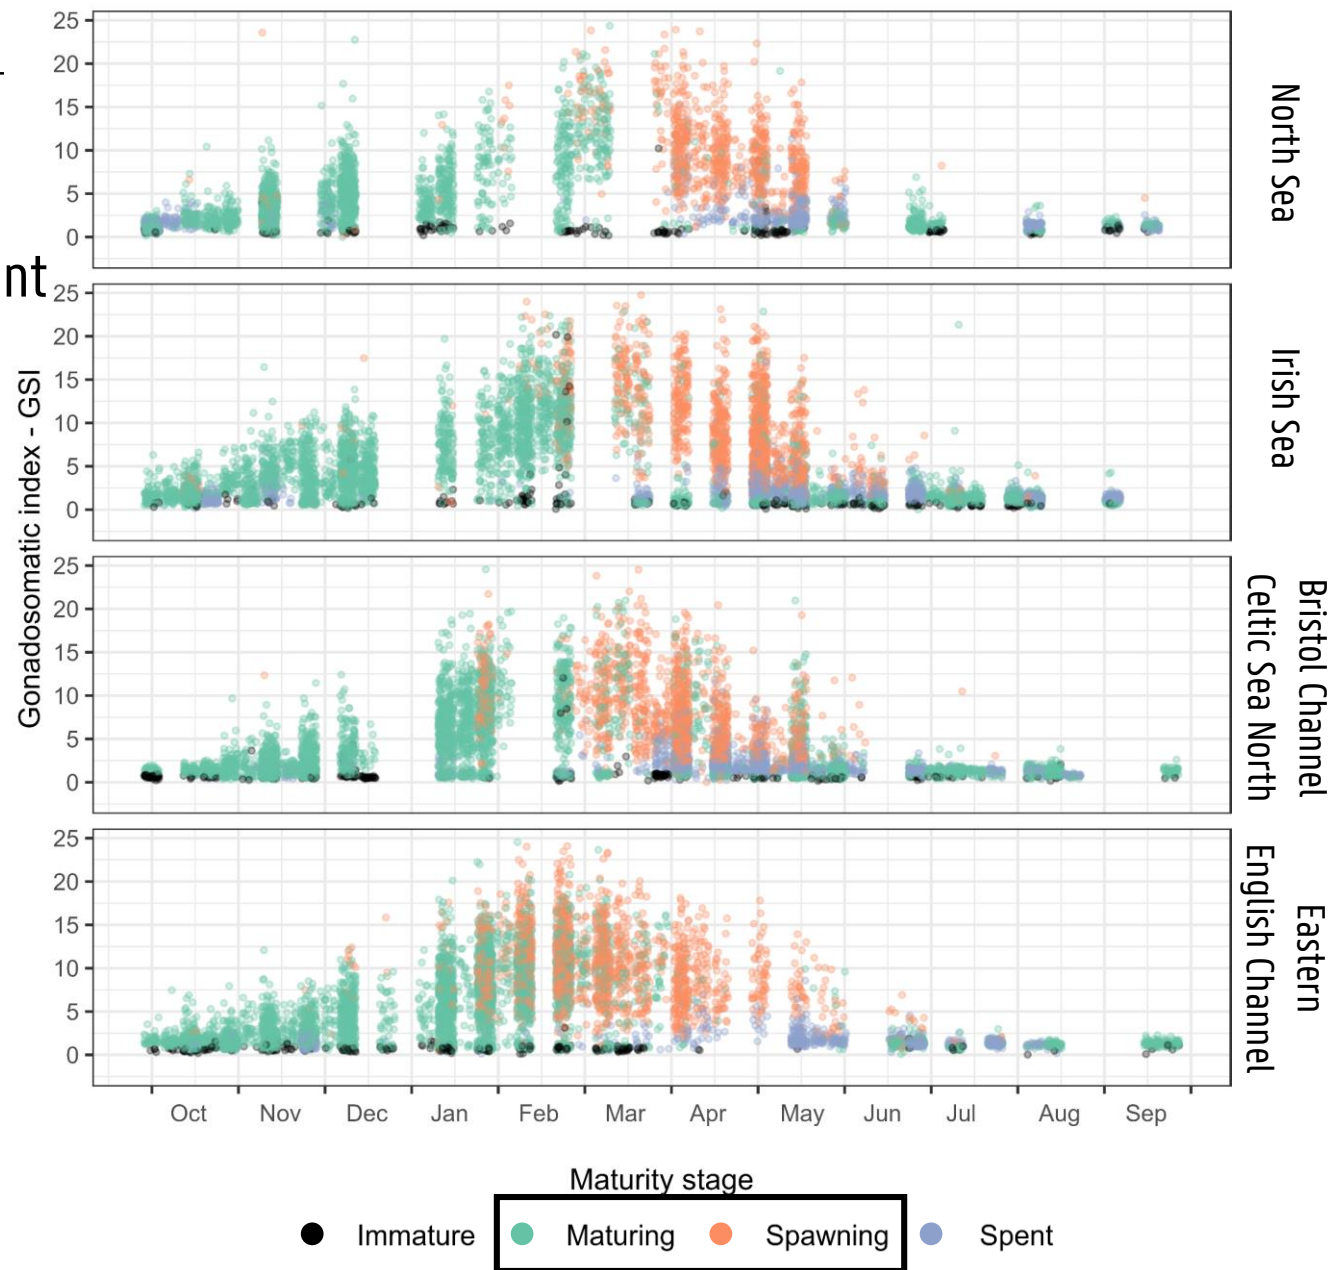 nt
Gonadosomatic index - GSI
25
20
15
10
5
0
North Sea
25
20
15
10
5
0
Irish Sea
25
20
15
10
5
0
Bristol Channel
Celtic Sea North
25
20
15
10
5
0
Eastern
English Channel
Oct Nov Dec Jan Feb Mar Apr May Jun Jul Aug Sep
Maturity stage
Immature Maturing Spawning Spent